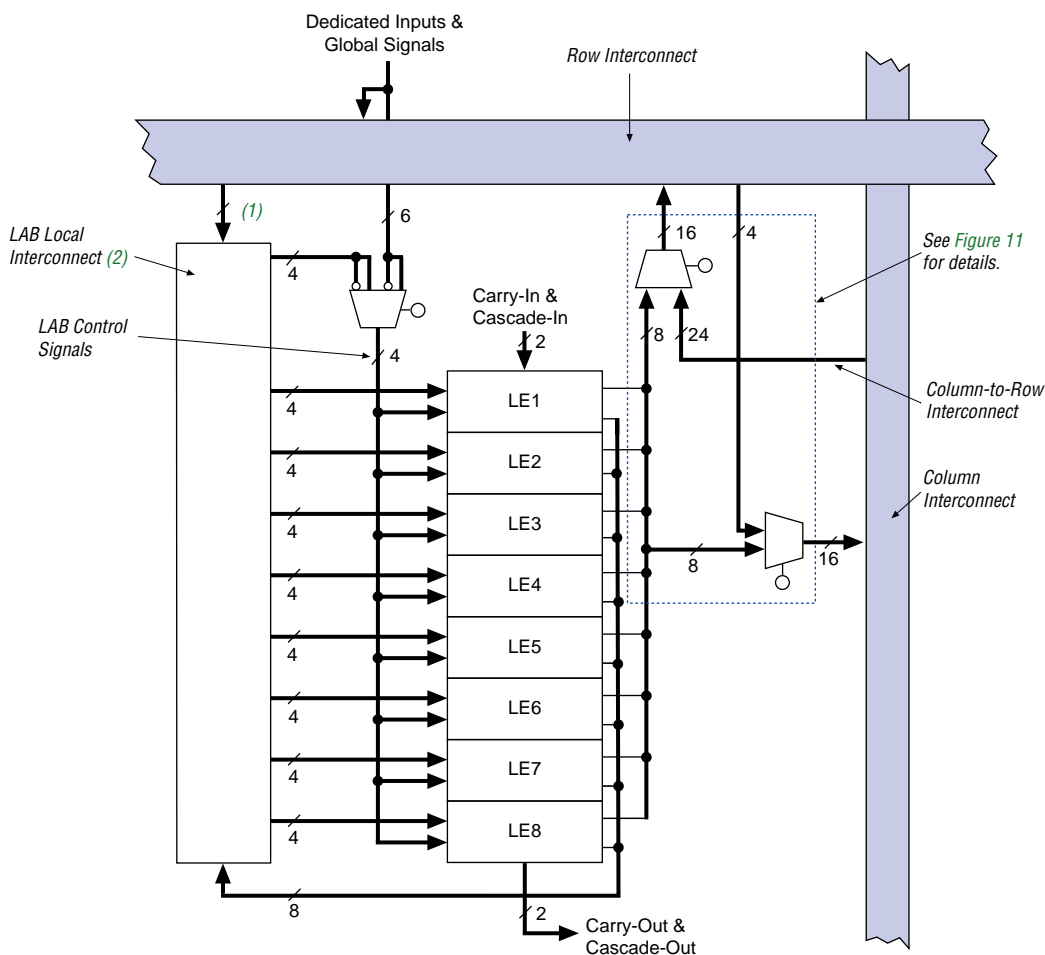 Dedicated Inputs &
Global Signals
Row Interconnect
(1)
6
16
4
LAB Local
Interconnect (2)
See Figure 11
for details.
4
Carry-In &
Cascade-In
LAB Control
Signals
4
2
8
24
Column-to-Row
Interconnect
LE1
4
LE2
4
Column
Interconnect
LE3
4
8
16
LE4
4
LE5
4
LE6
4
LE7
4
LE8
4
8
2
Carry-Out &
Cascade-Out